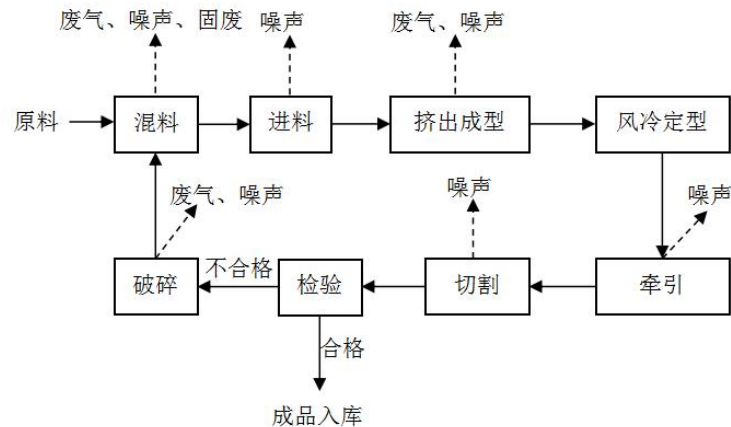 废气、噪声、固废
噪声
废气、噪声
原料
混料
进料
挤出成型
风冷定型
废气、噪声
噪声
噪声
破碎
不合格
检验
切割
牵引
合格
成品入库